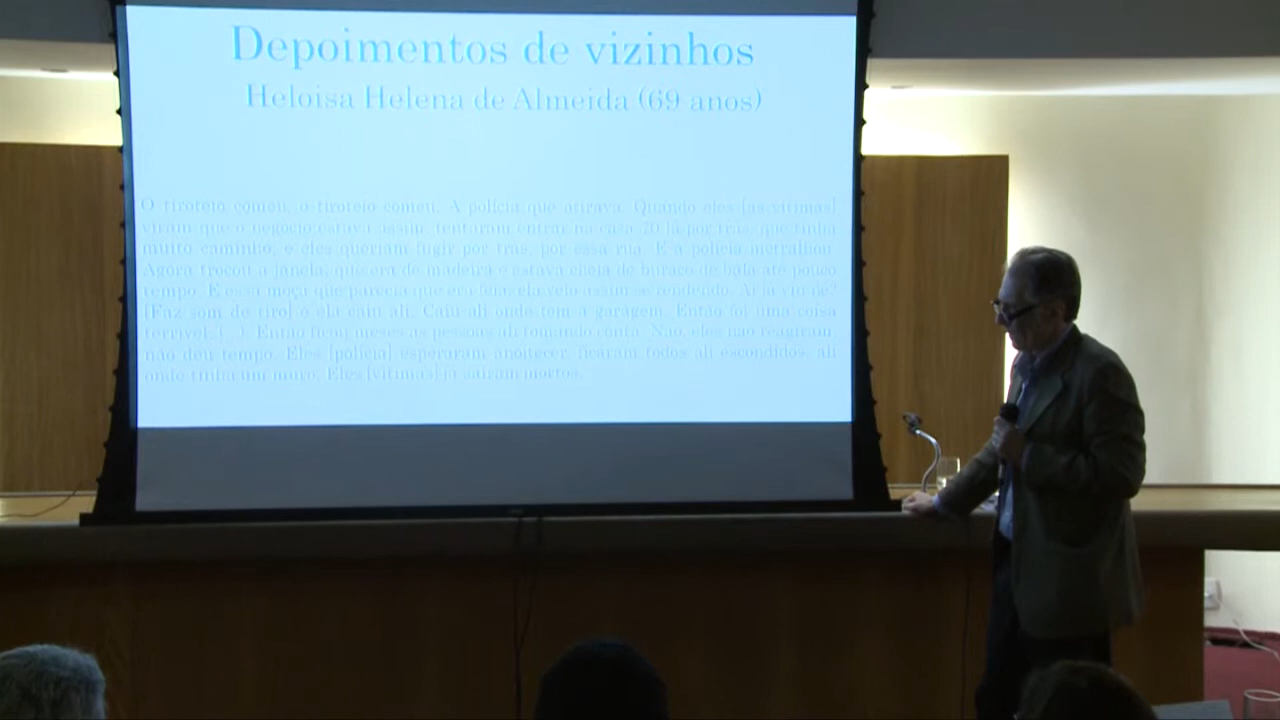 Depoimentos de vizinhos
Heloisa Helena de Almeida (69 anos)
O tiroteio comeu, o tiroteio comeu. A polícia que atirava. Quando eles [as vítimas]
viram que o negócio estava assim, tentaram entrar na casa 70 lá por trás, que tinha
muito caminho, e eles queriam fugir por trás, por essa rua. E a polícia metralhou.
Agora trocou a janela, que era de madeira e estava cheia de buraco de bala até pouco
tempo. E essa moça que parecia que era feia, ela veio assim se rendendo. Aí já viu né?
[Faz som de tiro] e ela caiu ali. Caiu ali onde tem a garagem. Então foi uma coisa
terrível. (...). Então ficou meses as pessoas ali tomando conta. Não, eles não reagiram
não deu tempo. Eles [polícia] esperaram anoitecer, ficaram todos ali escondidos, ali
onde tinha um muro. Eles [vítimas] já saíram mortos.